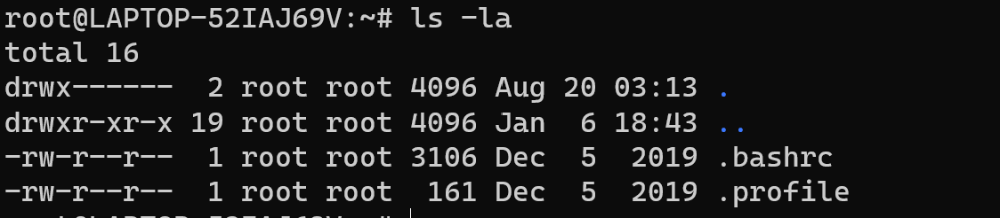 root@LAPTOP-52IAJ69V:~# ls -la
total 16
drwx------  2 root root 4096 Aug 20 03:13 .
drwxr-xr-x 19 root root 4096 Jan  6 18:43 ..
-rw-r--r--  1 root root 3106 Dec  5  2019 .bashrc
-rw-r--r--  1 root root  161 Dec  5  2019 .profile